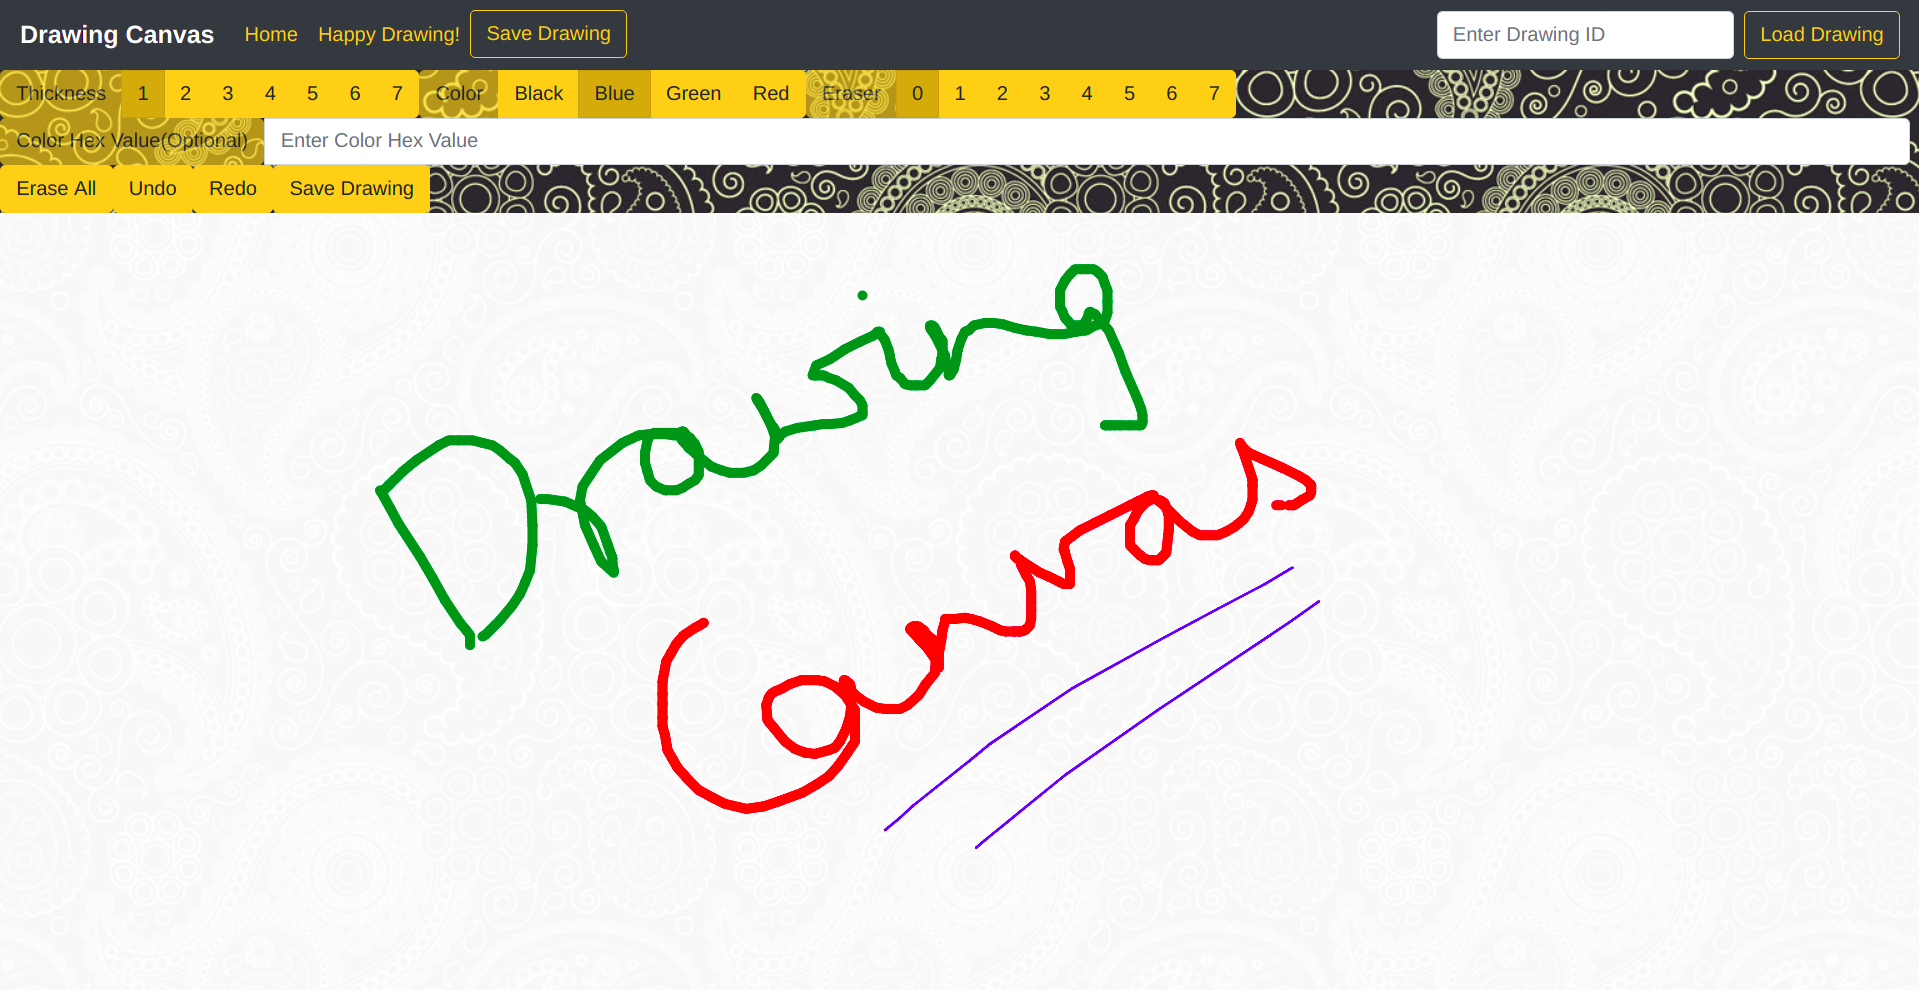 Drawing Canvas Home Happy Drawing! Save Drawing Enter Drawing ID Load Drawing
Thickness 1 2 3 4 5 6 7 Color Black Blue Green Red Eraser 0 1 2 3 4 5 6 7
Color Hex Value(Optional) Enter Color Hex Value
Erase All Undo Redo Save Drawing
Drawing
Canvas